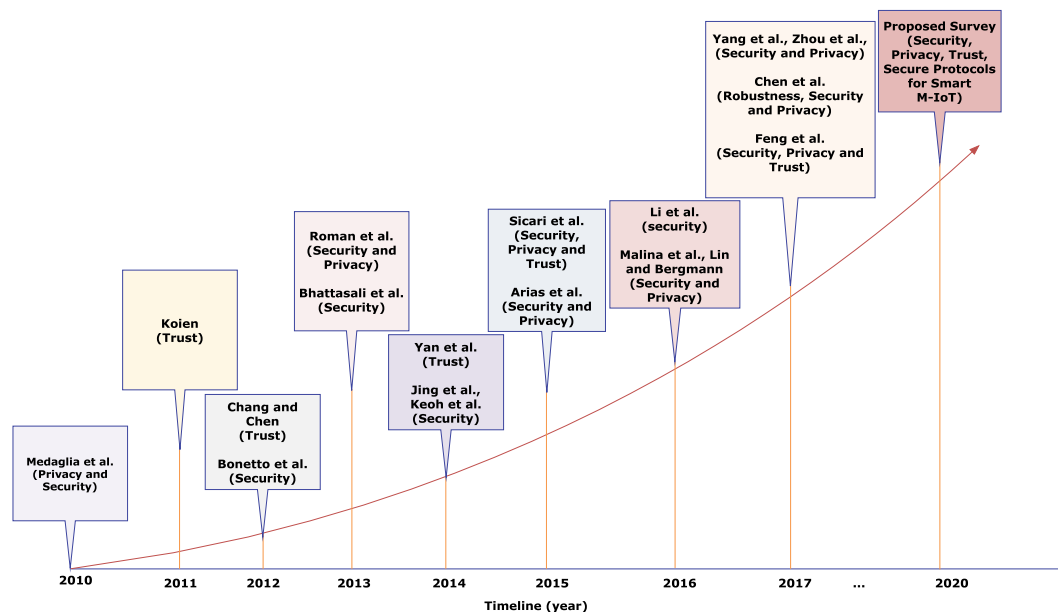 Medaglia et al.
(Privacy and
Security)
Koien
(Trust)
Chang and
Chen
(Trust)
Bonetto et al.
(Security)
Roman et al.
(Security and
Privacy)
Bhattasali et al.
(Security)
Yan et al.
(Trust)
Jing et al.,
Keoh et al.
(Security)
Sicari et al.
(Security,
Privacy and
Trust)
Arias et al.
(Security and
Privacy)
Li et al.
(security)
Malina et al., Lin
and Bergmann
(Security and
Privacy)
Yang et al., Zhou et al.,
(Security and Privacy)
Chen et al.
(Robustness, Security
and Privacy)
Feng et al.
(Security, Privacy and
Trust)
Proposed Survey
(Security,
Privacy, Trust,
Secure Protocols
for Smart
M-IoT)
2010 2011 2012 2013 2014 2015 2016 2017 ... 2020
Timeline (year)